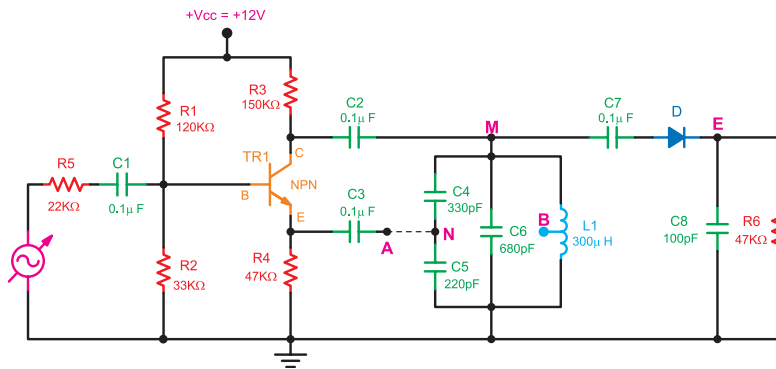 +Vcc = +12V
R3
150KΩ
R1
120KΩ
C2
0.1μ F
C7
0.1μ F
D
E
M
TR1
C
B
NPN
E
R5
22KΩ
C1
0.1μ F
C3
0.1μ F
C4
330pF
A
N
C6
680pF
B
L1
300μ H
C8
100pF
R6
47KΩ
R2
33KΩ
R4
47KΩ
C5
220pF